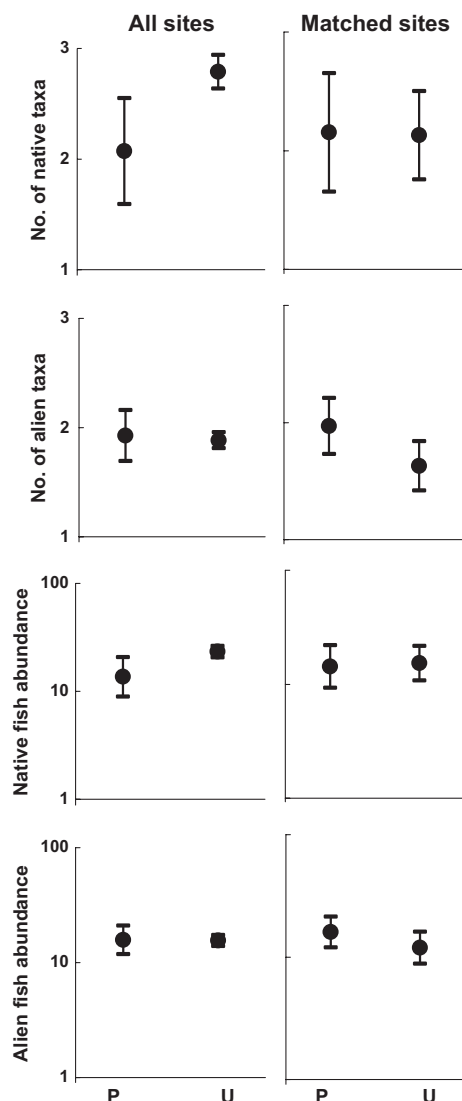 All sites Matched sites
No. of native taxa
3
2
1
No. of alien taxa
3
2
1
Native fish abundance
100
10
1
Alien fish abundance
100
10
1
P U P U